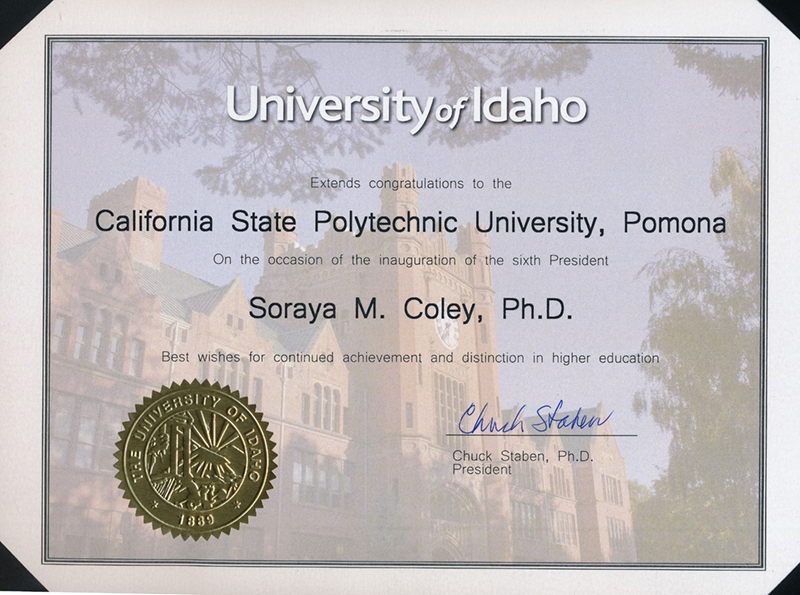 University of Idaho
Extends congratulations to the
California State Polytechnic University, Pomona
On the occasion of the inauguration of the sixth President
Soraya M. Coley, Ph.D.
Best wishes for continued achievement and distinction in higher education
Chuck Staben
Chuck Staben, Ph.D.
President
THE UNIVERSITY OF IDAHO
1889